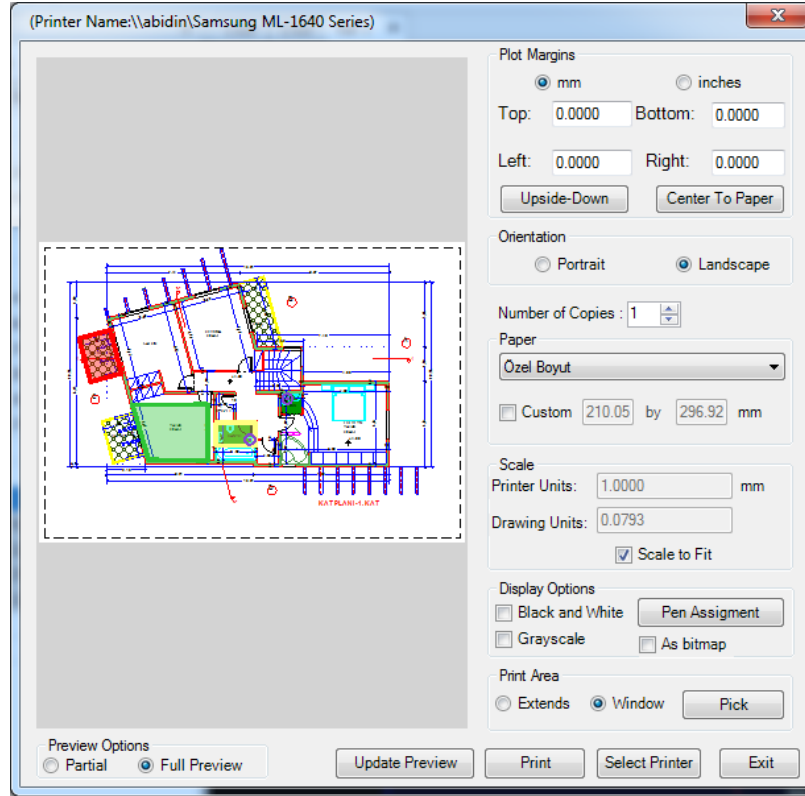 (Printer Name:\\abidin\Samsung ML-1640 Series)
Plot Margins
mm inches
Top: 0.0000 Bottom: 0.0000
Left: 0.0000 Right: 0.0000
Upside-Down Center To Paper
Orientation
Portrait Landscape
Number of Copies : 1
Paper
Özel Boyut
Custom 210.05 by 296.92 mm
Scale
Printer Units: 1.0000 mm
Drawing Units: 0.0793
Scale to Fit
Display Options
Black and White Pen Assigment
Grayscale As bitmap
Print Area
Extends Window Pick
KATPLANI-1.KAT
Preview Options
Partial Full Preview
Update Preview Print Select Printer Exit